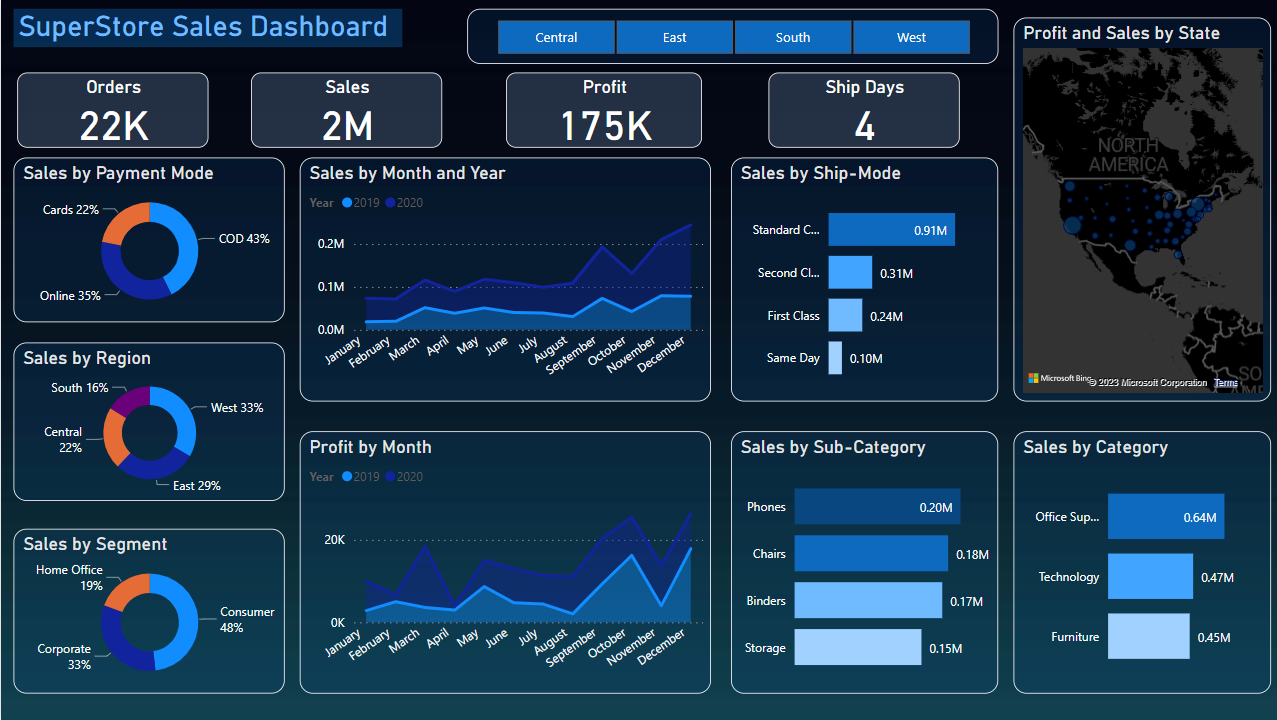 SuperStore Sales Dashboard
Central
East
South
West
Orders
22K
Sales
2M
Profit
175K
Ship Days
4
Profit and Sales by State
NORTH
AMERICA
SO
AME
Microsoft Bing
© 2023 Microsoft Corporation
Terms
Sales by Payment Mode
Cards 22%
COD 43%
Online 35%
Sales by Month and Year
Year
2019
2020
0.2M
0.1M
0.0M
January
February
March
April
May
June
July
August
September
October
November
December
Sales by Ship-Mode
Standard C...
0.91M
Second Cl...
0.31M
First Class
0.24M
Same Day
0.10M
Sales by Region
South 16%
West 33%
Central
22%
East 29%
Profit by Month
Year
2019
2020
20K
0K
January
February
March
April
May
June
July
August
September
October
November
December
Sales by Sub-Category
Phones
0.20M
Chairs
0.18M
Binders
0.17M
Storage
0.15M
Sales by Category
Office Sup...
0.64M
Technology
0.47M
Furniture
0.45M
Sales by Segment
Home Office
19%
Consumer
48%
Corporate
33%